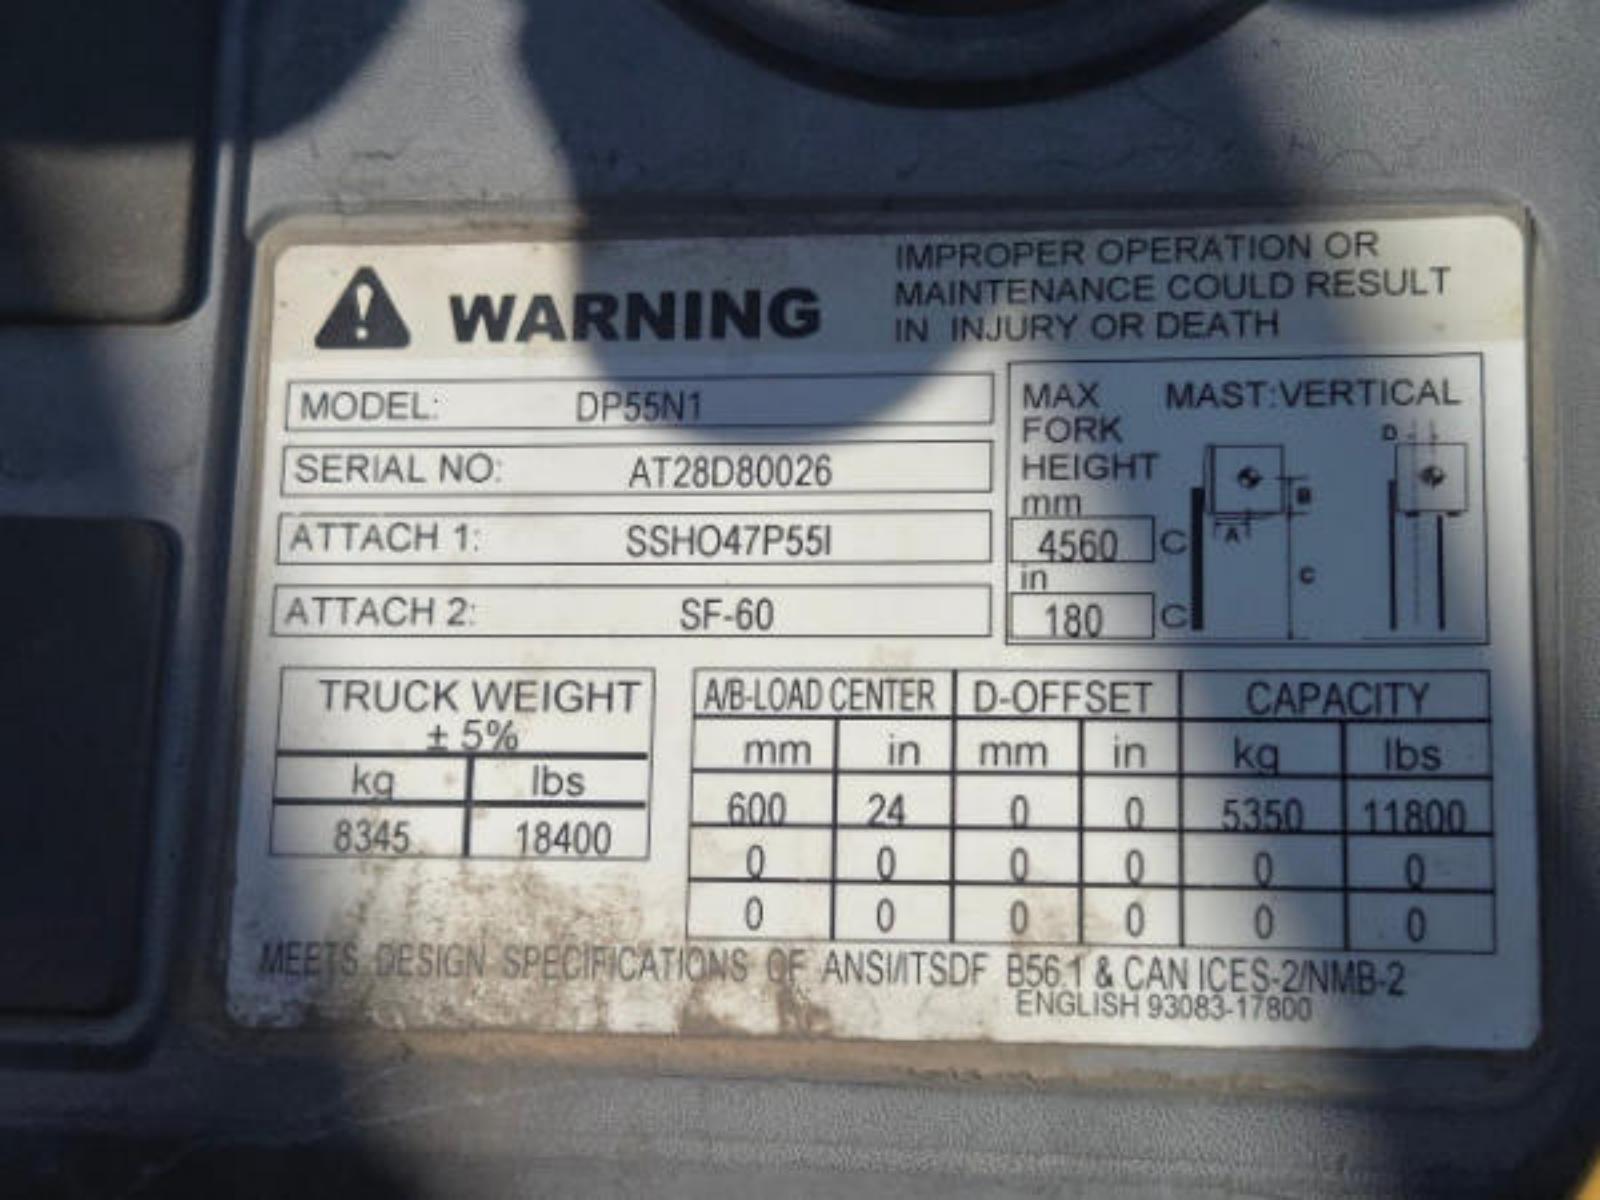 WARNING
IMPROPER OPERATION OR
MAINTENANCE COULD RESULT
IN INJURY OR DEATH
MODEL: DP55N1
SERIAL NO: AT28D80026
ATTACH 1: SSHO47P55I
ATTACH 2: SF-60
MAX MAST:VERTICAL
FORK
HEIGHT
mm
4560 C
in
180 C
D
B
A
C
TRUCK WEIGHT
± 5%
kg lbs
8345 18400
A/B-LOAD CENTER D-OFFSET CAPACITY
mm in mm in kg lbs
600 24 0 0 5350 11800
0 0 0 0 0 0
0 0 0 0 0 0
MEETS DESIGN SPECIFICATIONS OF ANSI/ITSDF B56.1 & CAN ICES-2/NMB-2
ENGLISH 93083-17800